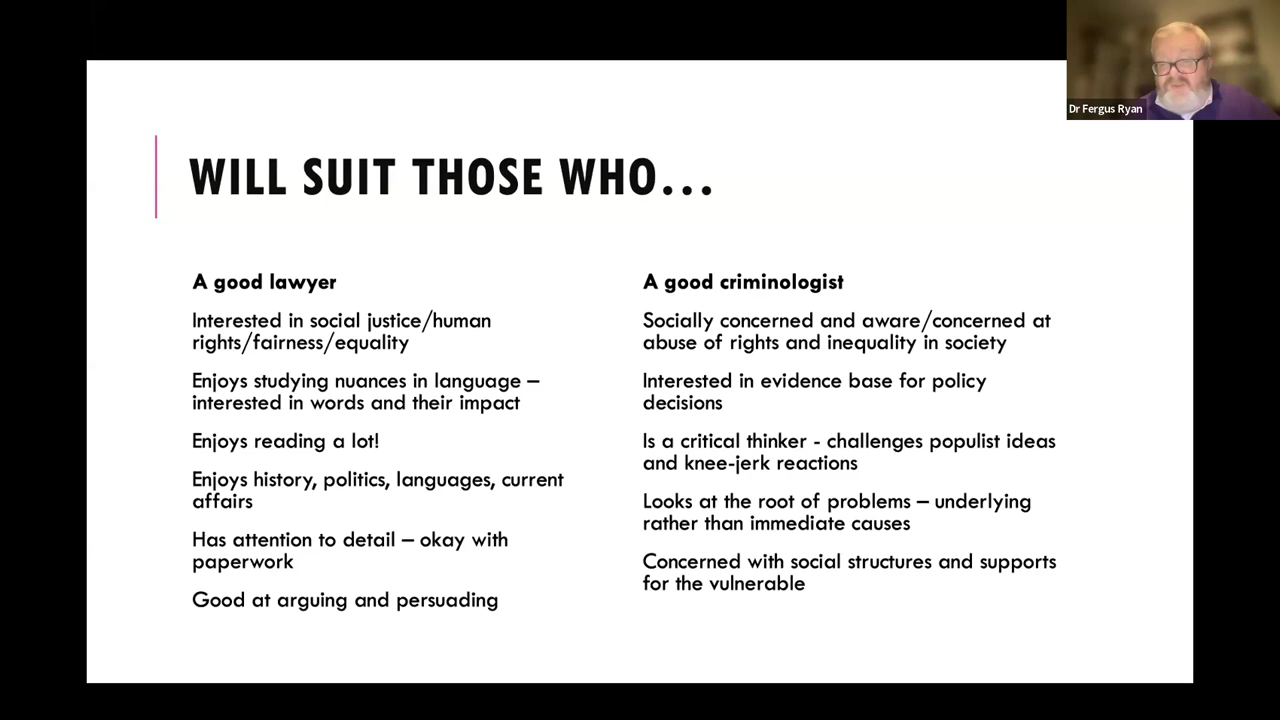 Dr Fergus Ryan
WILL SUIT THOSE WHO...
A good lawyer
Interested in social justice/human
rights/fairness/equality
Enjoys studying nuances in language –
interested in words and their impact
Enjoys reading a lot!
Enjoys history, politics, languages, current
affairs
Has attention to detail – okay with
paperwork
Good at arguing and persuading
A good criminologist
Socially concerned and aware/concerned at
abuse of rights and inequality in society
Interested in evidence base for policy
decisions
Is a critical thinker - challenges populist ideas
and knee-jerk reactions
Looks at the root of problems – underlying
rather than immediate causes
Concerned with social structures and supports
for the vulnerable